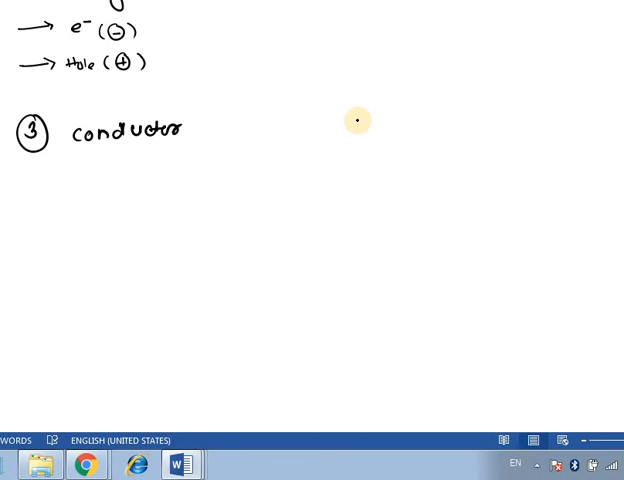 → e⁻ (⊖)
→ Hole (⊕)
③ conductor
WORDS ENGLISH (UNITED STATES)
EN